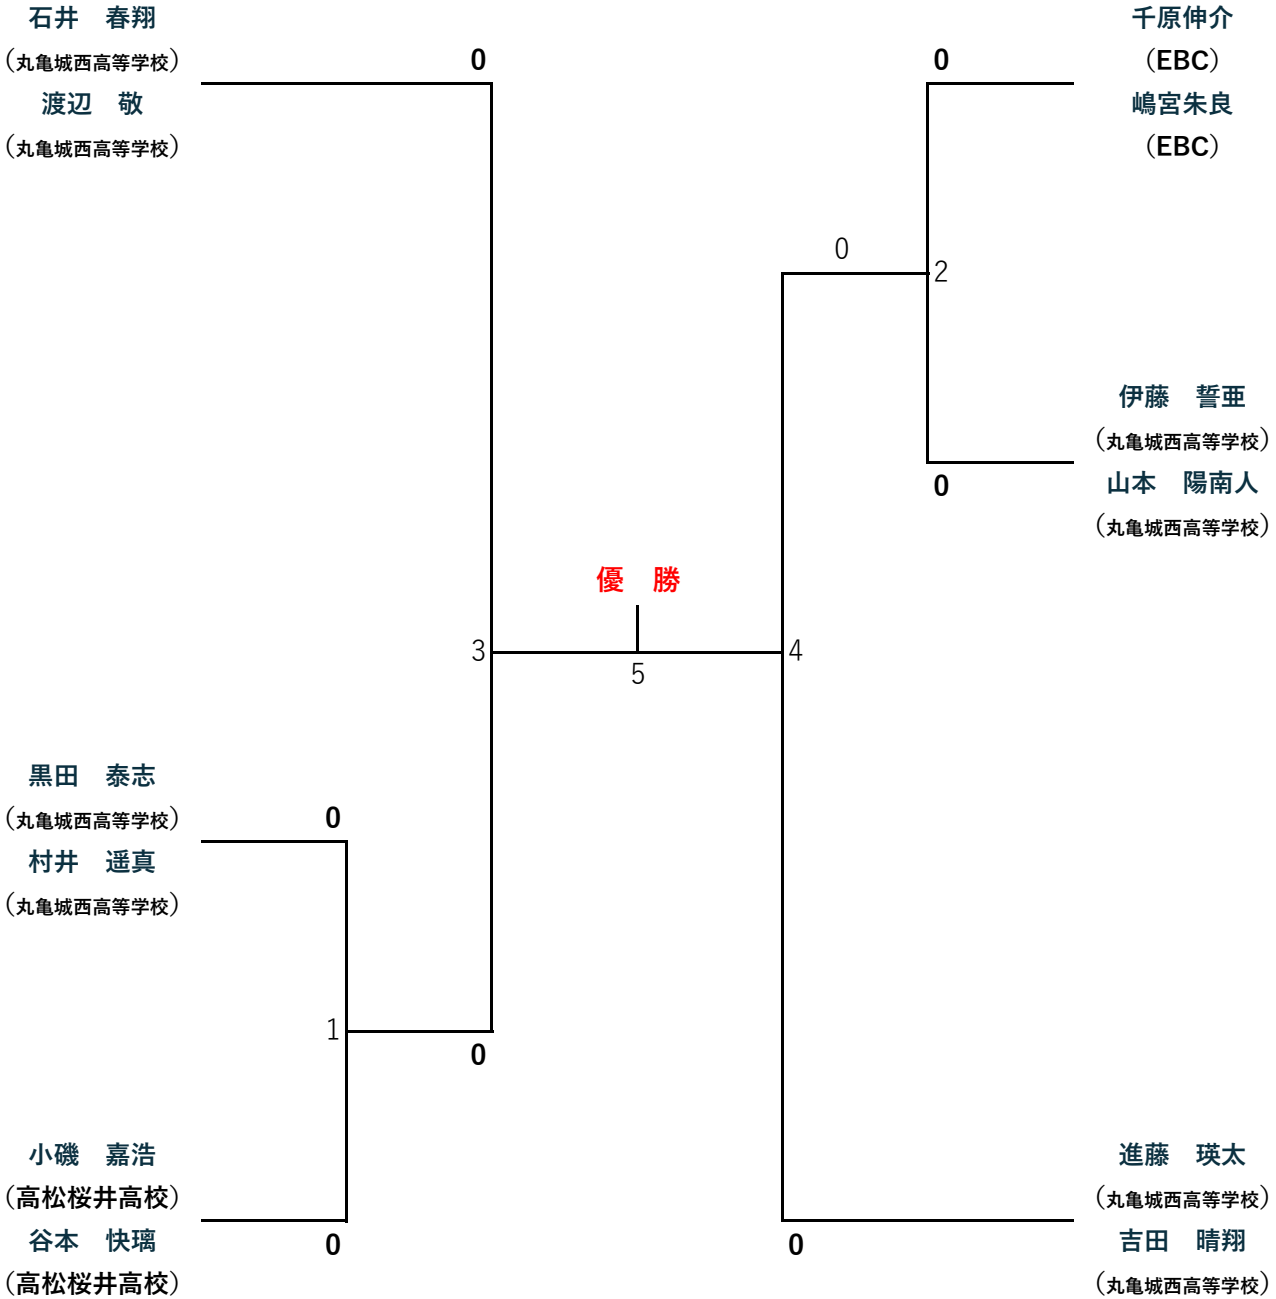 石井　春翔
（丸亀城西高等学校）
渡辺　敬
（丸亀城西高等学校）
0
0
千原伸介
（EBC）
嶋宮朱良
（EBC）
0
2
伊藤　誓亜
（丸亀城西高等学校）
山本　陽南人
（丸亀城西高等学校）
0
優　勝
3
5
4
黒田　泰志
（丸亀城西高等学校）
村井　遥真
（丸亀城西高等学校）
0
1
0
小磯　嘉浩
（高松桜井高校）
谷本　快璃
（高松桜井高校）
0
0
進藤　瑛太
（丸亀城西高等学校）
吉田　晴翔
（丸亀城西高等学校）